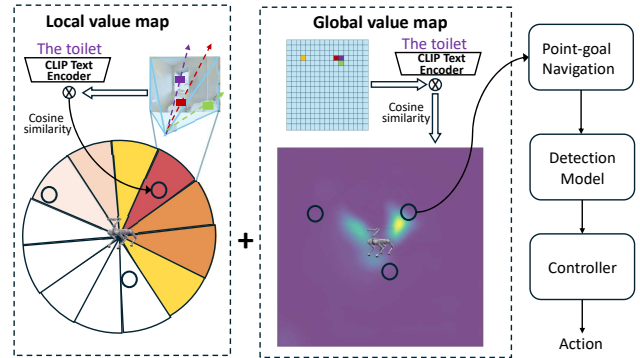 Local value map
The toilet
CLIP Text
Encoder
Cosine
similarity
+
Global value map
The toilet
CLIP Text
Encoder
Cosine
similarity
Point-goal
Navigation
Detection
Model
Controller
Action